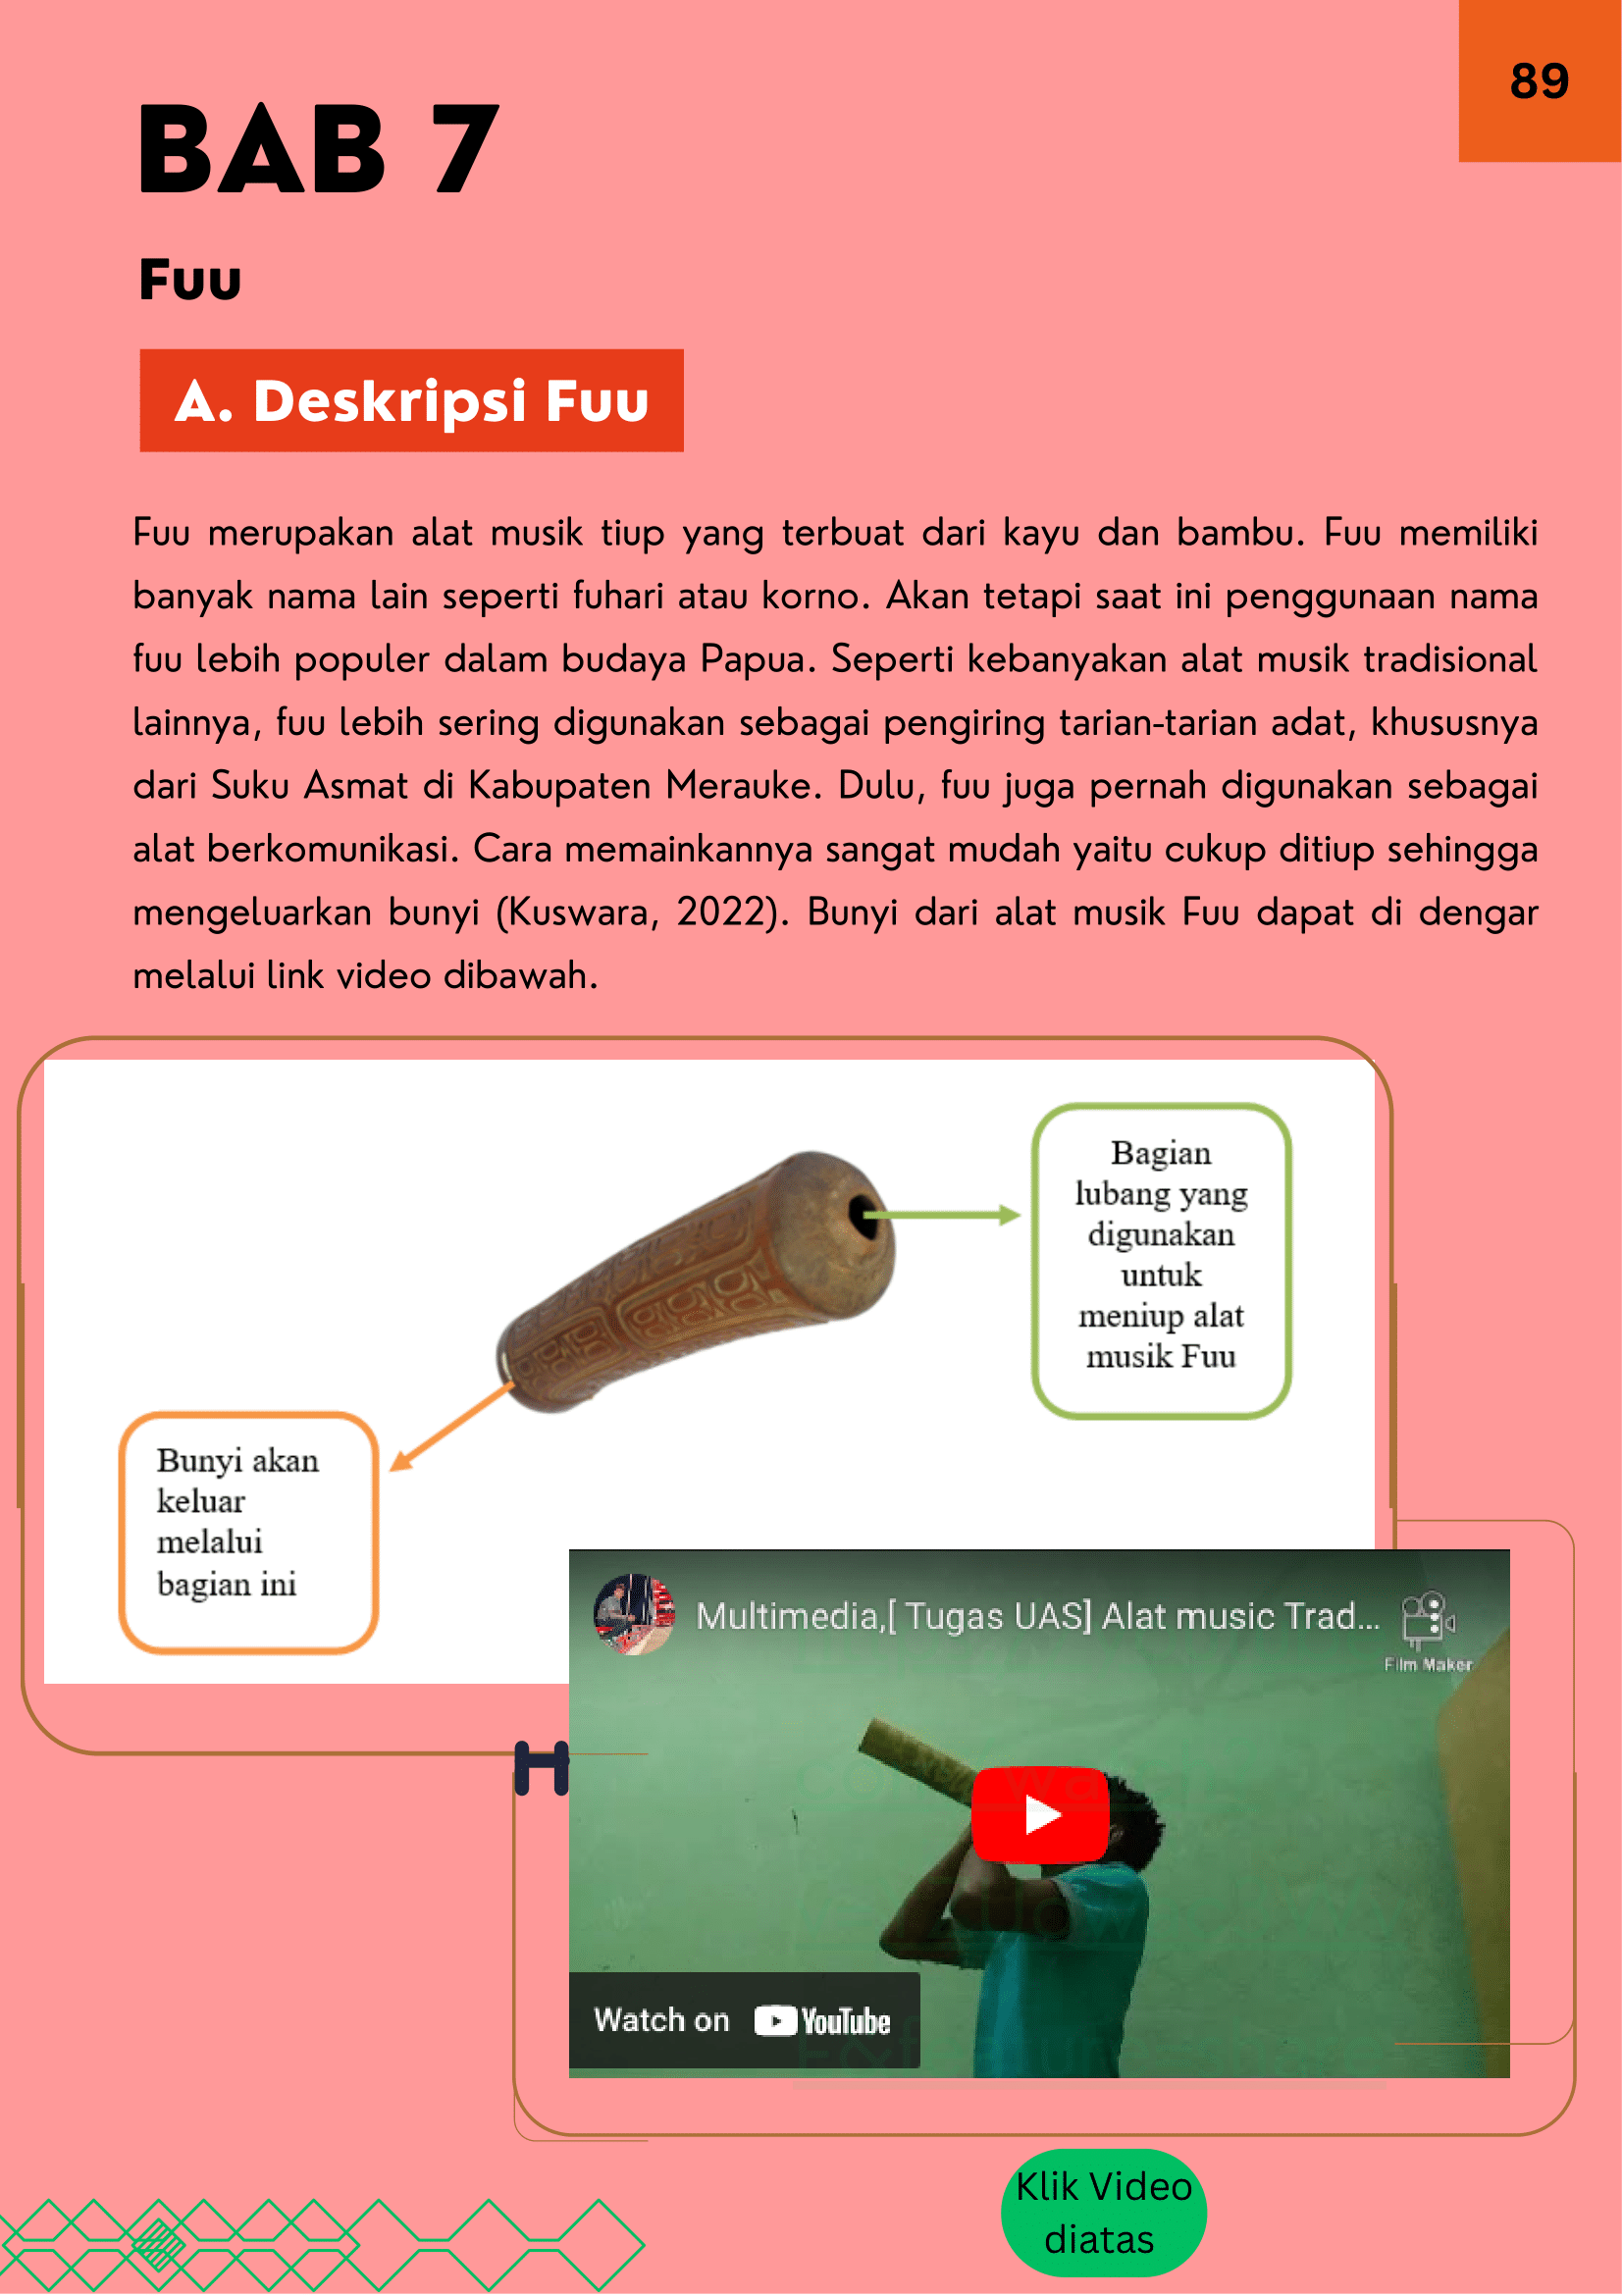 89
BAB 7
Fuu
A. Deskripsi Fuu
Fuu merupakan alat musik tiup yang terbuat dari kayu dan bambu. Fuu memiliki
banyak nama lain seperti fuhari atau korno. Akan tetapi saat ini penggunaan nama
fuu lebih populer dalam budaya Papua. Seperti kebanyakan alat musik tradisional
lainnya, fuu lebih sering digunakan sebagai pengiring tarian-tarian adat, khususnya
dari Suku Asmat di Kabupaten Merauke. Dulu, fuu juga pernah digunakan sebagai
alat berkomunikasi. Cara memainkannya sangat mudah yaitu cukup ditiup sehingga
mengeluarkan bunyi (Kuswara, 2022). Bunyi dari alat musik Fuu dapat di dengar
melalui link video dibawah.
Bagian
lubang yang
digunakan
untuk
meniup alat
musik Fuu
Bunyi akan
keluar
melalui
bagian ini
Multimedia,[ Tugas UAS] Alat music Trad...
Film Maker
Watch on YouTube
Klik Video
diatas